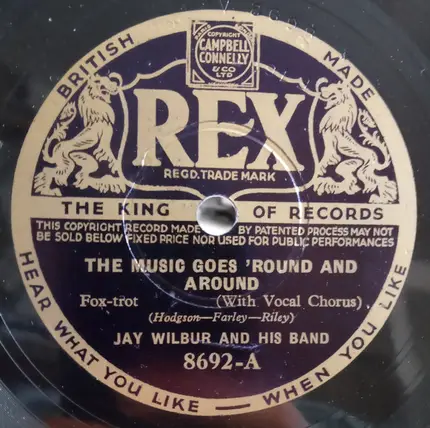 COPYRIGHT
CAMPBELL
CONNELLY
& CO
LTD
BRITISH MADE
REX
REGD. TRADE MARK
THE KING OF RECORDS
THIS COPYRIGHT RECORD MADE BY PATENTED PROCESS MAY NOT
BE SOLD BELOW FIXED PRICE NOR USED FOR PUBLIC PERFORMANCES
THE MUSIC GOES 'ROUND AND
AROUND
Fox-trot (With Vocal Chorus)
(Hodgson—Farley—Riley)
JAY WILBUR AND HIS BAND
8692-A
HEAR WHAT YOU LIKE — WHEN YOU LIKE